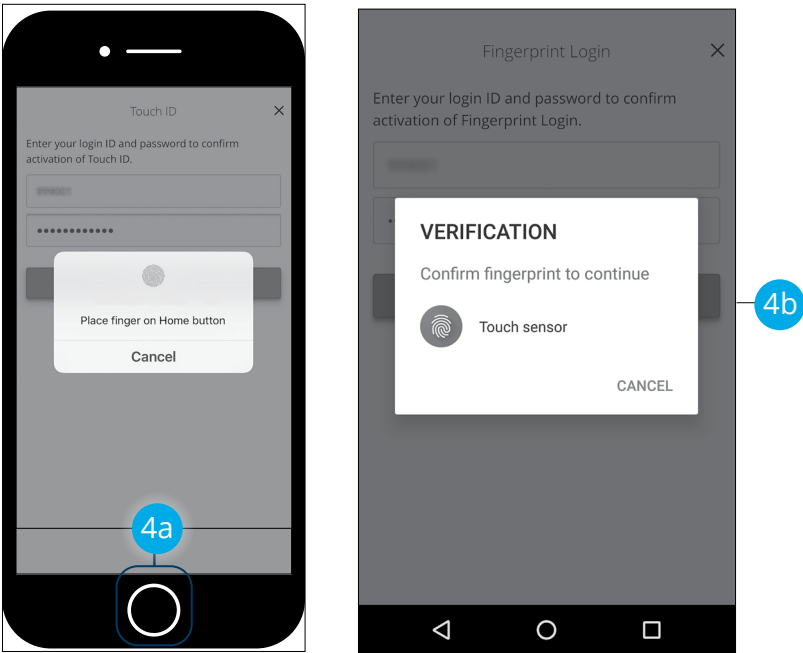 Touch ID
Enter your login ID and password to confirm
activation of Touch ID.
••••••••••••
Place finger on Home button
Cancel
4a
Fingerprint Login
Enter your login ID and password to confirm
activation of Fingerprint Login.
VERIFICATION
Confirm fingerprint to continue
Touch sensor
CANCEL
4b